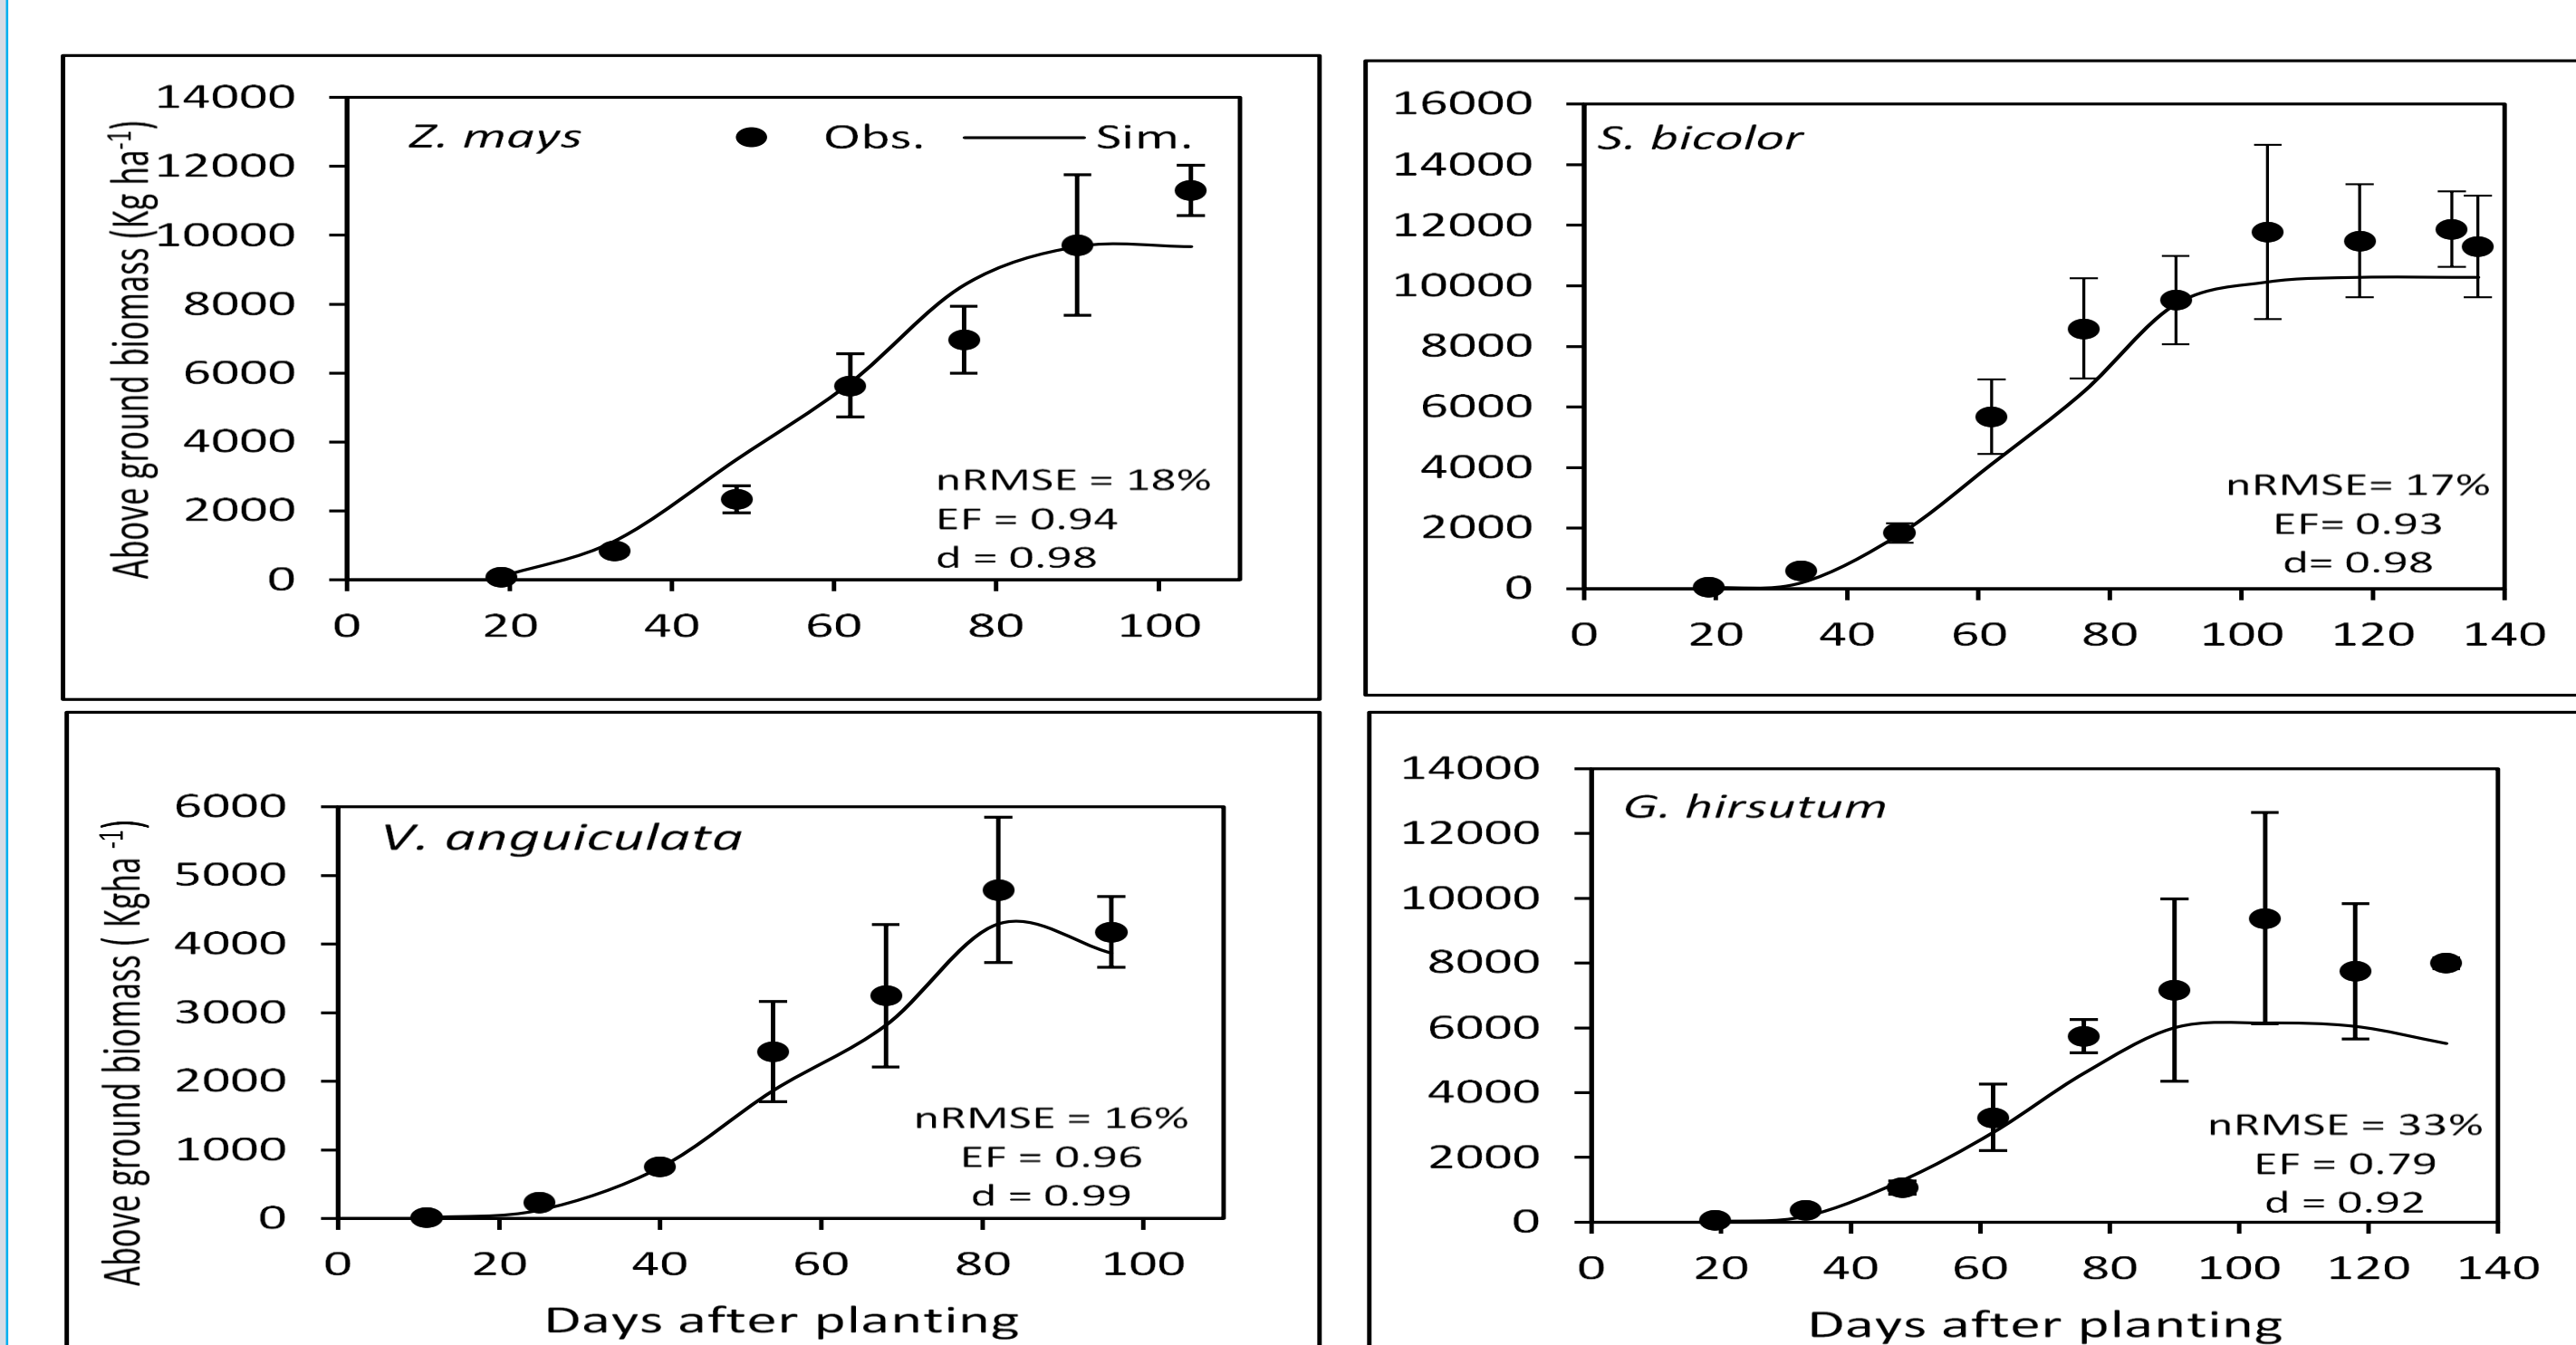 Above ground biomass (Kg ha-1)
14000
12000
10000
8000
6000
4000
2000
0
Z. mays
Obs.
Sim.
nRMSE = 18%
EF = 0.94
d = 0.98
0 20 40 60 80 100
16000
14000
12000
10000
8000
6000
4000
2000
0
S. bicolor
nRMSE= 17%
EF= 0.93
d= 0.98
0 20 40 60 80 100 120 140
Above ground biomass ( Kgha -1)
6000
5000
4000
3000
2000
1000
0
V. anguiculata
nRMSE = 16%
EF = 0.96
d = 0.99
0 20 40 60 80 100
Days after planting
14000
12000
10000
8000
6000
4000
2000
0
G. hirsutum
nRMSE = 33%
EF = 0.79
d = 0.92
0 20 40 60 80 100 120 140
Days after planting